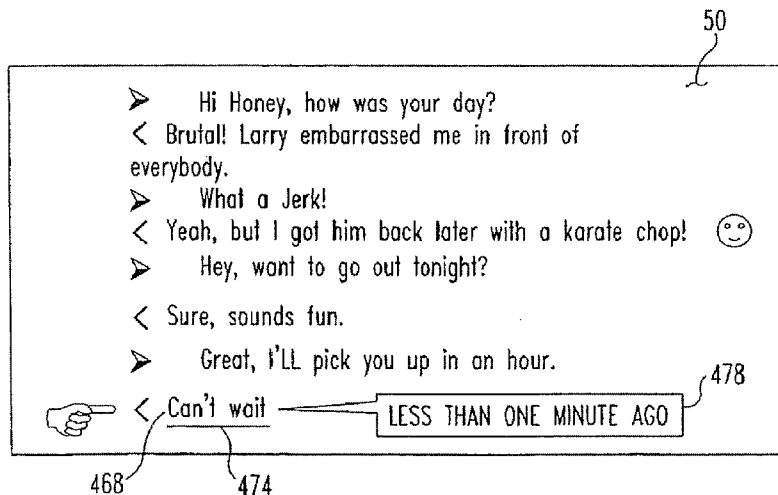 50
➢ Hi Honey, how was your day?
< Brutal! Larry embarrassed me in front of
everybody.
➢ What a Jerk!
< Yeah, but I got him back later with a karate chop!
➢ Hey, want to go out tonight?
< Sure, sounds fun.
➢ Great, I'LL pick you up in an hour.
< Can't wait LESS THAN ONE MINUTE AGO 478
468 474